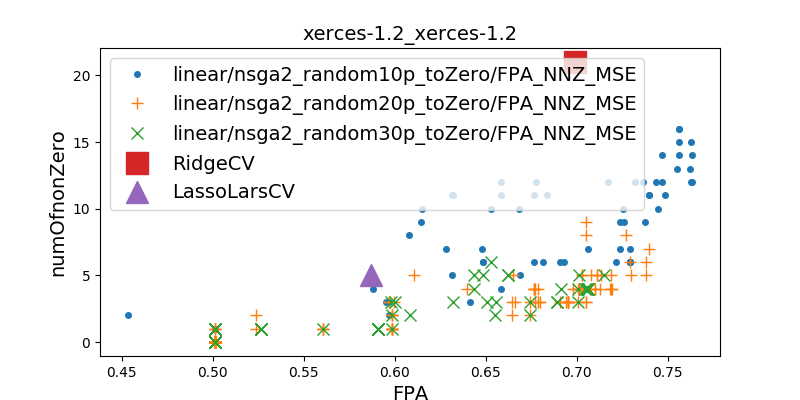 xerces-1.2_xerces-1.2
linear/nsga2_random10p_toZero/FPA_NNZ_MSE
linear/nsga2_random20p_toZero/FPA_NNZ_MSE
linear/nsga2_random30p_toZero/FPA_NNZ_MSE
RidgeCV
LassoLarsCV
numOfnonZero
20
15
10
5
0
0.45 0.50 0.55 0.60 0.65 0.70 0.75
FPA